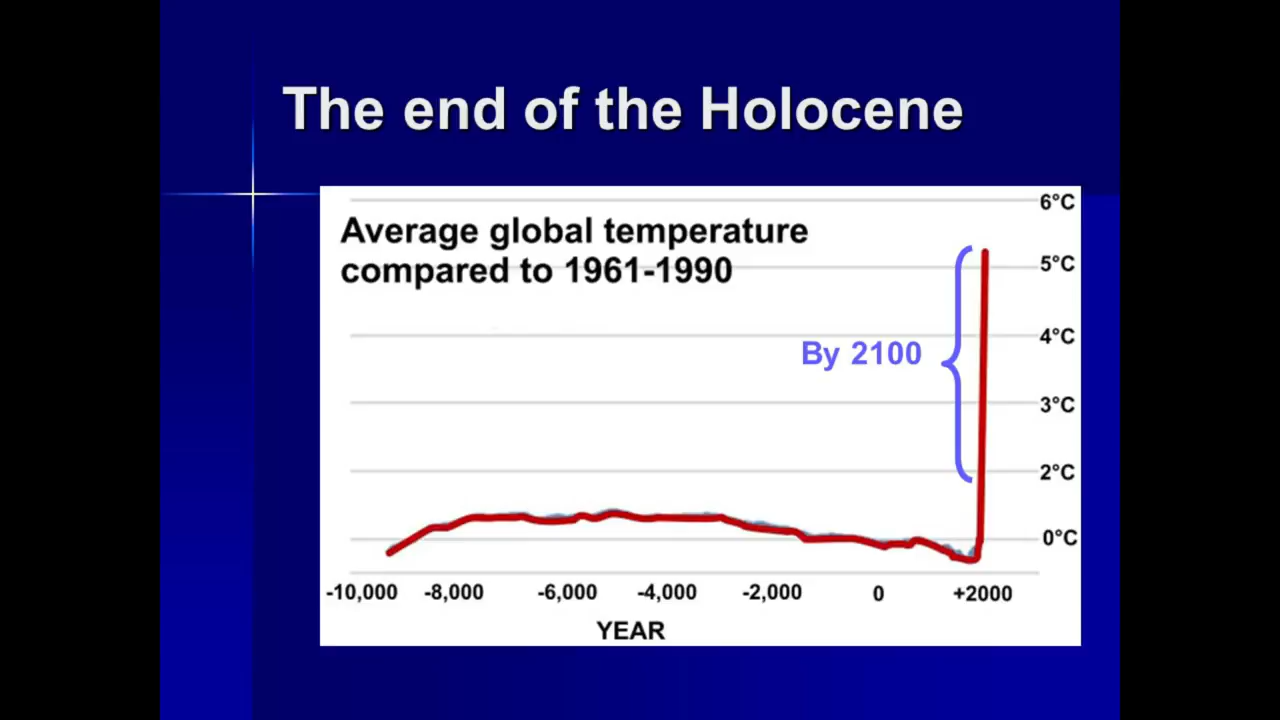 The end of the Holocene
Average global temperature
compared to 1961-1990
6°C
5°C
By 2100
4°C
3°C
2°C
0°C
-10,000 -8,000 -6,000 -4,000 -2,000 0 +2000
YEAR